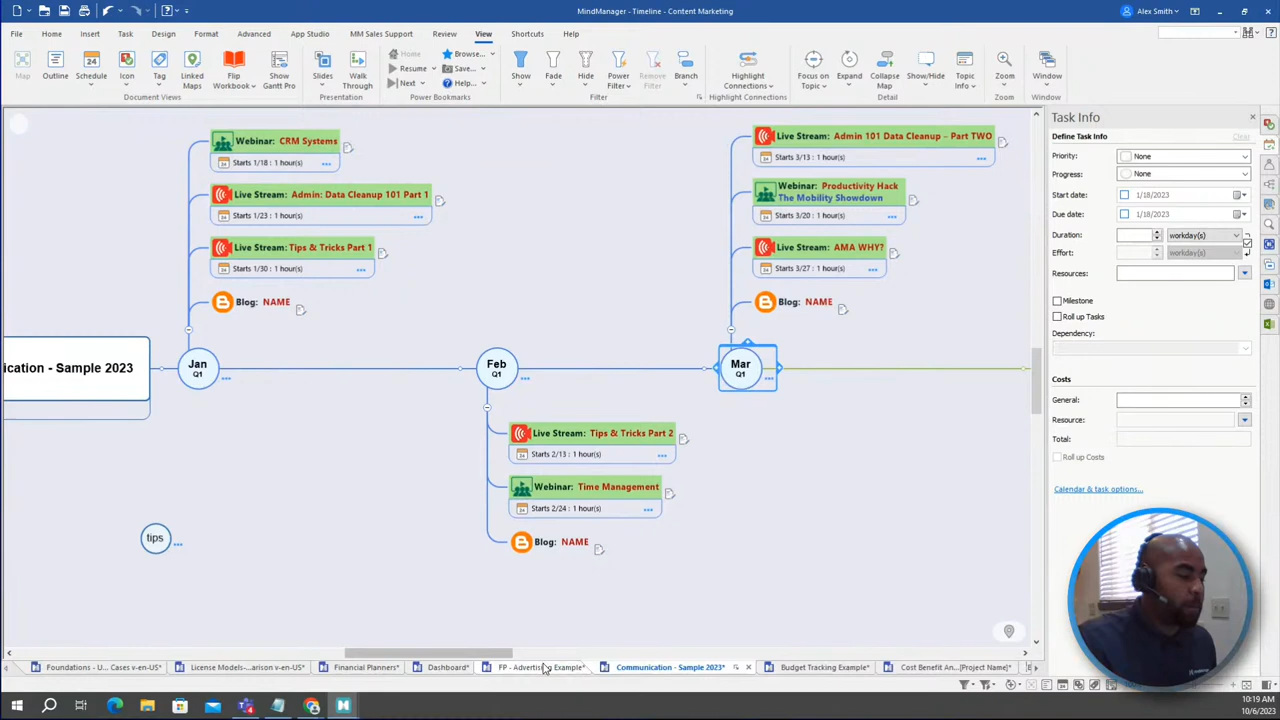 MindManager - Timeline - Content Marketing
Alex Smith
File Home Insert Task Design Format Advanced App Studio MM Sales Support Review View Shortcuts Help
Map Outline Schedule Icon Tag Linked Maps Flip Workbook Show Gantt Pro
Document Views
Slides Walk Through
Presentation
Home Browse...
Resume Save...
Next Help...
Power Bookmarks
Show Fade Hide Power Filter Remove Filter Branch
Filter
Highlight Connections
Highlight Connections
Focus on Topic Expand Collapse Map Show/Hide Topic Info
Detail
Zoom
Zoom
Window
Window
Webinar: CRM Systems
Starts 1/18 : 1 hour(s)
Live Stream: Admin: Data Cleanup 101 Part 1
Starts 1/23 : 1 hour(s)
Live Stream: Tips & Tricks Part 1
Starts 1/30 : 1 hour(s)
Blog: NAME
Live Stream: Admin 101 Data Cleanup - Part TWO
Starts 3/13 : 1 hour(s)
Webinar: Productivity Hack
The Mobility Showdown
Starts 3/20 : 1 hour(s)
Live Stream: AMA WHY?
Starts 3/27 : 1 hour(s)
Blog: NAME
ication - Sample 2023
Jan
Q1
Feb
Q1
Mar
Q1
Live Stream: Tips & Tricks Part 2
Starts 2/13 : 1 hour(s)
Webinar: Time Management
Starts 2/24 : 1 hour(s)
Blog: NAME
tips
Task Info
Define Task Info Clear
Priority: None
Progress: None
Start date: 1/18/2023
Due date: 1/18/2023
Duration: workday(s)
Effort: workday(s)
Resources:
Milestone
Roll up Tasks
Dependency:
Costs
General:
Resource:
Total:
Roll up Costs
Calendar & task options...
Foundations - U... Cases v-en-US* License Models-...arison v-en-US* Financial Planners* Dashboard* FP - Advertising Example* Communication - Sample 2023* Budget Tracking Example* Cost Benefit An...[Project Name]*
10:19 AM
10/6/2023